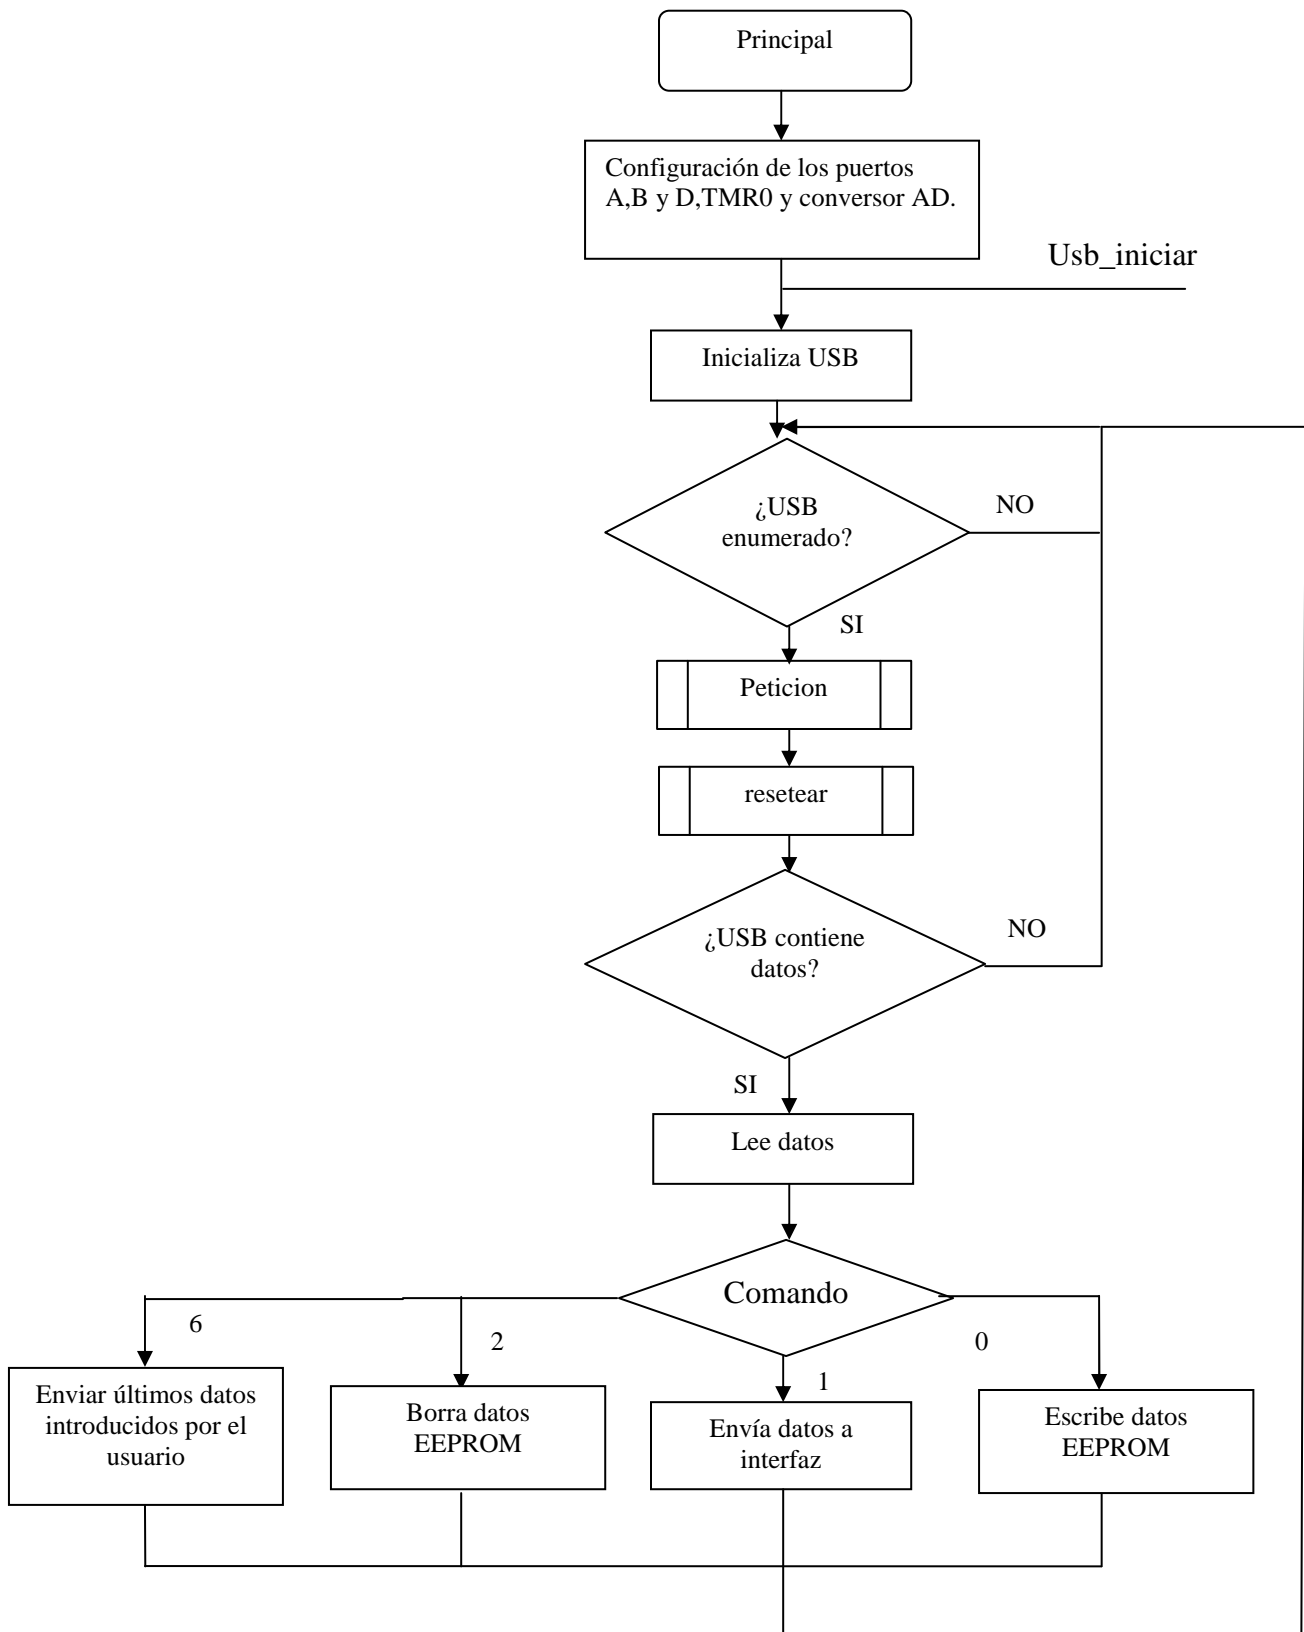 Principal
Configuración de los puertos
A,B y D,TMR0 y conversor AD.
Usb_iniciar
Inicializa USB
¿USB
enumerado?
NO
SI
Peticion
resetear
¿USB contiene
datos?
NO
SI
Lee datos
Comando
6
2
1
0
Enviar últimos datos
introducidos por el
usuario
Borra datos
EEPROM
Envía datos a
interfaz
Escribe datos
EEPROM